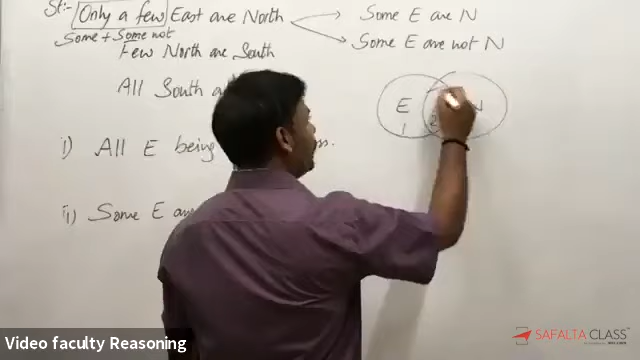 St:- Only a few East are North
Some + Some not
Few North are South
All South
i) All E being
ii) Some E are
Some E are N
Some E are not N
E
1
2
N
Video faculty Reasoning
SAFALTA CLASS